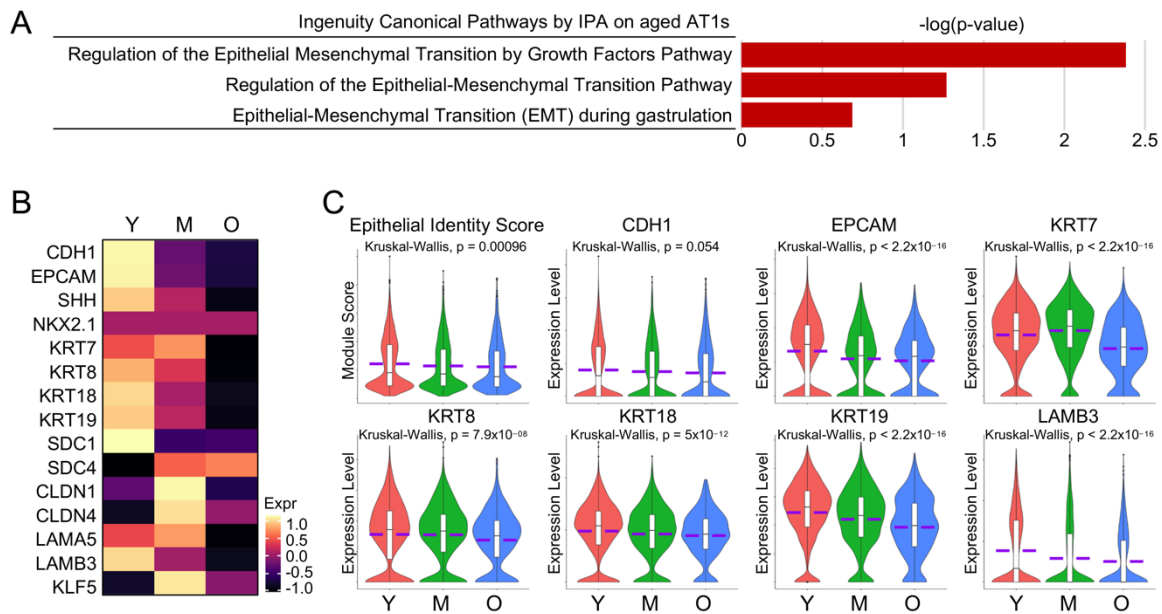 A
Ingenuity Canonical Pathways by IPA on aged AT1s
-log(p-value)
Regulation of the Epithelial Mesenchymal Transition by Growth Factors Pathway
Regulation of the Epithelial-Mesenchymal Transition Pathway
Epithelial-Mesenchymal Transition (EMT) during gastrulation
0 0.5 1 2 2.5
B
Y M O
CDH1
EPCAM
SHH
NKX2.1
KRT7
KRT8
KRT18
KRT19
SDC1
SDC4
CLDN1
CLDN4
LAMA5
LAMB3
KLF5
Expr
1.0
0.5
0.0
-0.5
-1.0
C
Epithelial Identity Score
Kruskal-Wallis, p = 0.00096
Module Score
CDH1
Kruskal-Wallis, p = 0.054
Expression Level
EPCAM
Kruskal-Wallis, p < 2.2x10⁻¹⁶
Expression Level
KRT7
Kruskal-Wallis, p < 2.2x10⁻¹⁶
Expression Level
KRT8
Kruskal-Wallis, p = 7.9x10⁻⁰⁸
Expression Level
KRT18
Kruskal-Wallis, p = 5x10⁻¹²
Expression Level
KRT19
Kruskal-Wallis, p < 2.2x10⁻¹⁶
Expression Level
LAMB3
Kruskal-Wallis, p < 2.2x10⁻¹⁶
Expression Level
Y M O
Y M O
Y M O
Y M O